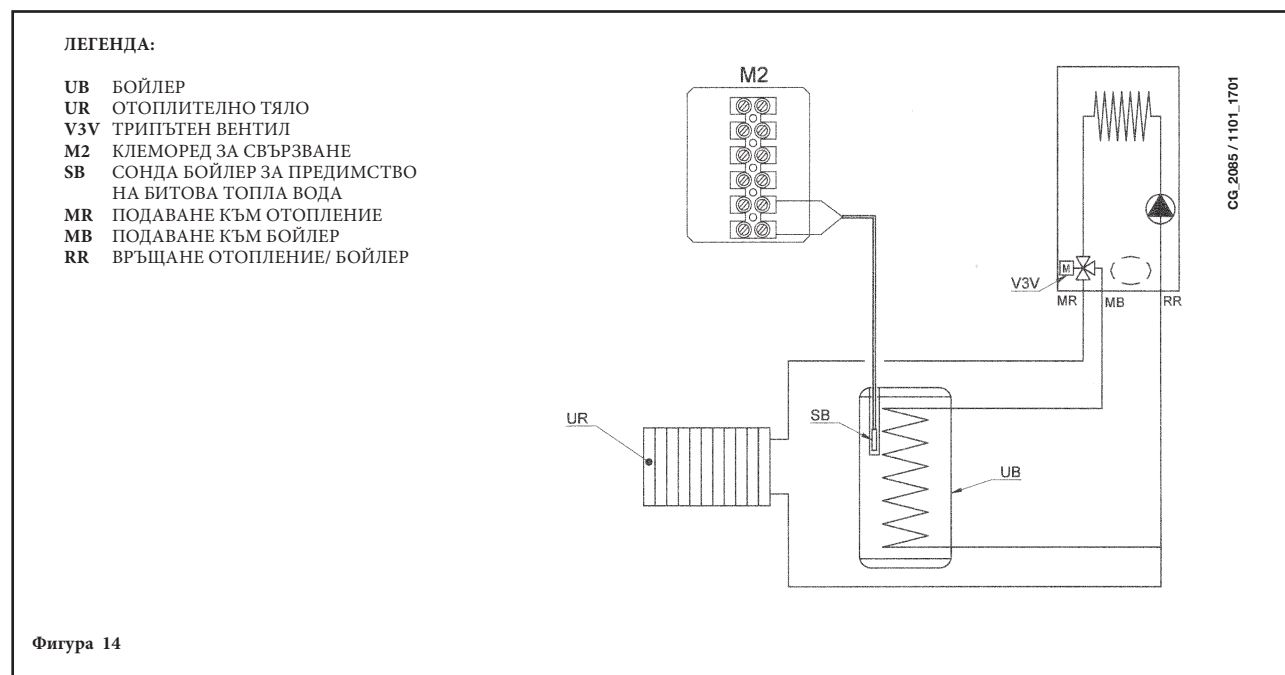 ЛЕГЕНДА:
UB БОЙЛЕР
UR ОТОПЛИТЕЛНО ТЯЛО
V3V ТРИПЪТЕН ВЕНТИЛ
M2 КЛЕМОРЕД ЗА СВЪРЗВАНЕ
SB СОНДА БОЙЛЕР ЗА ПРЕДИМСТВО
НА БИТОВА ТОПЛА ВОДА
MR ПОДАВАНЕ КЪМ ОТОПЛЕНИЕ
MB ПОДАВАНЕ КЪМ БОЙЛЕР
RR ВРЪЩАНЕ ОТОПЛЕНИЕ/ БОЙЛЕР
M2
CG_2085 / 1101_1701
M
V3V
MR
MB
RR
SB
UR
UB
Фигура 14